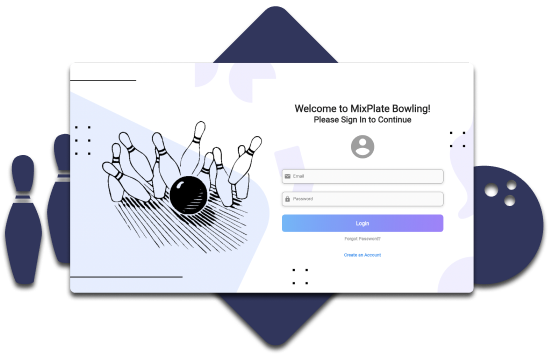 Welcome to MixPlate Bowling!
Please Sign In to Continue
Email
Password
Login
Forgot Password?
Create an Account